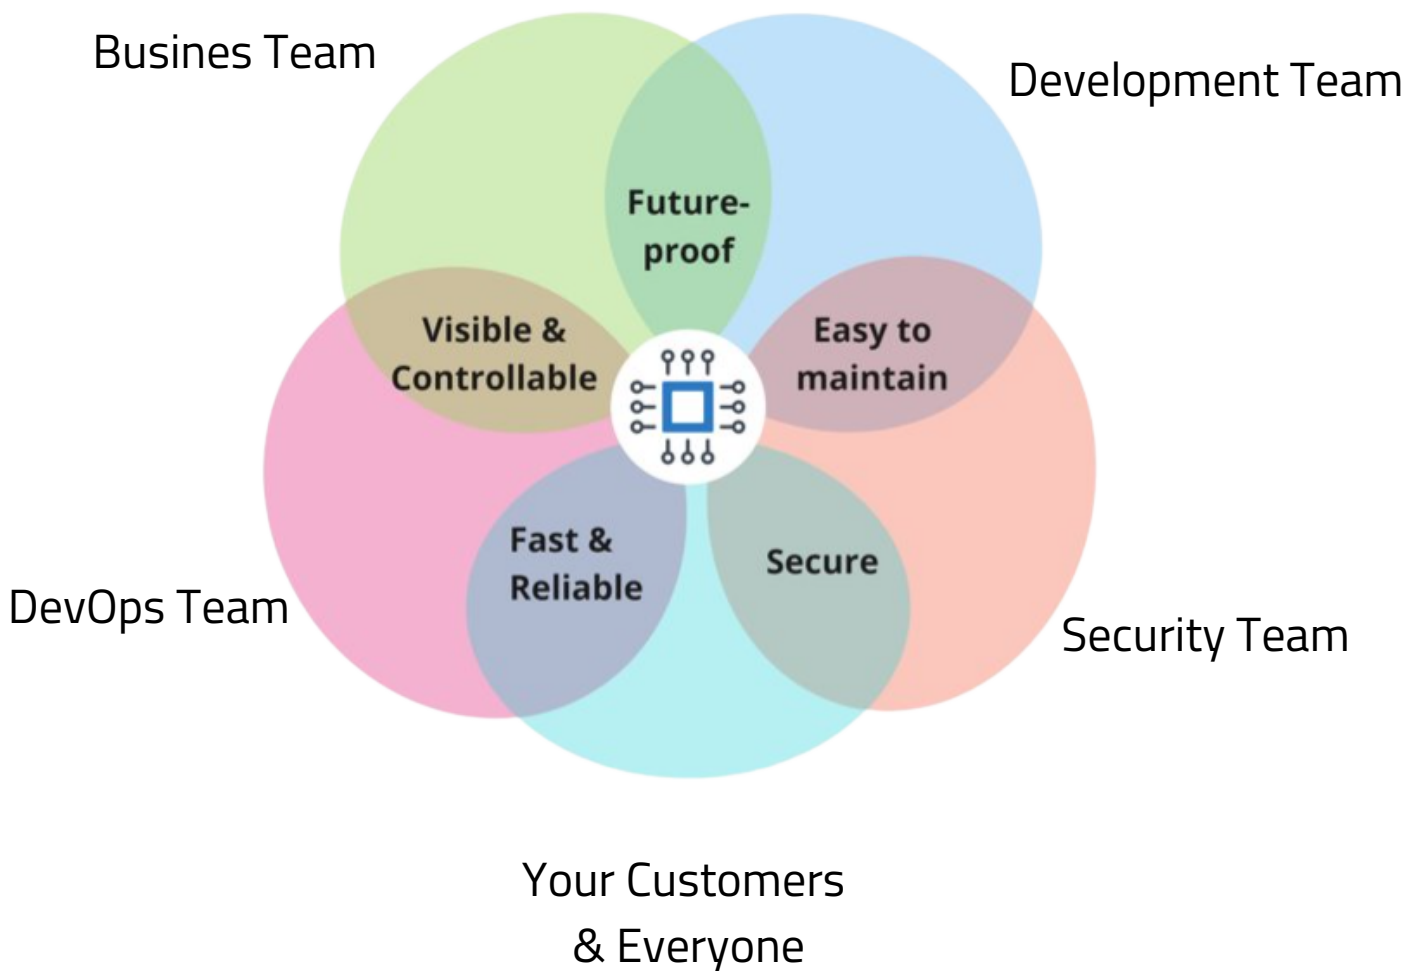 Busines Team
Development Team
Future-
proof
Visible &
Controllable
Easy to
maintain
Fast &
Reliable
Secure
DevOps Team
Security Team
Your Customers
& Everyone